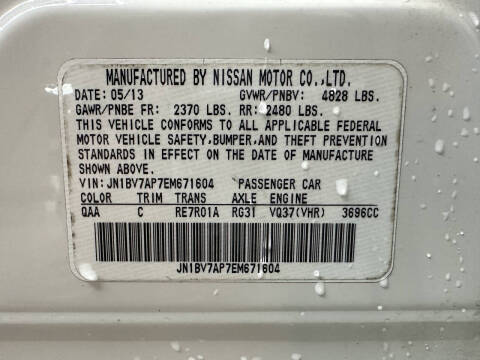 MANUFACTURED BY NISSAN MOTOR CO.,LTD.
DATE: 05/13 GVWR/PNBV: 4828 LBS.
GAWR/PNBE FR: 2370 LBS. RR: 2480 LBS.
THIS VEHICLE CONFORMS TO ALL APPLICABLE FEDERAL
MOTOR VEHICLE SAFETY,BUMPER,AND THEFT PREVENTION
STANDARDS IN EFFECT ON THE DATE OF MANUFACTURE
SHOWN ABOVE.
VIN: JN1BV7AP7EM671604 PASSENGER CAR
COLOR TRIM TRANS AXLE ENGINE
QAA C RE7R01A RG31 VQ37(VHR) 3696CC
JN1BV7AP7EM671604